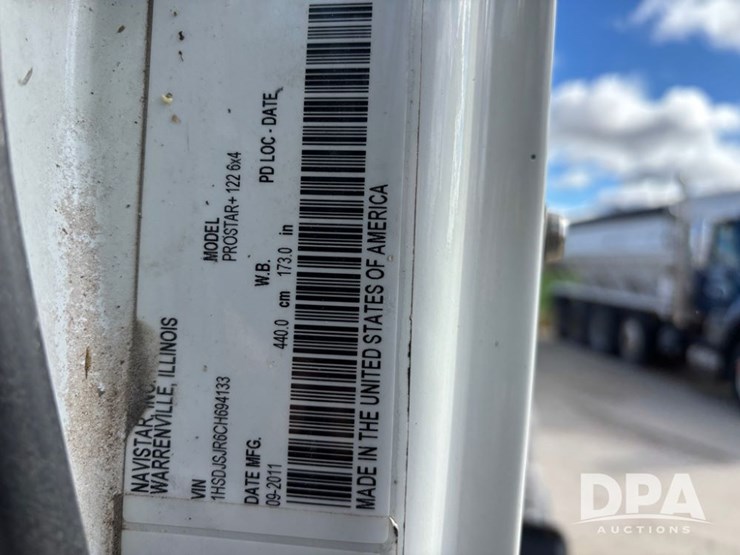 NAVISTAR, INC.
WARRENVILLE, ILLINOIS
VIN
1HSDJSJR6CH694133
MODEL
PROSTAR+ 122 6x4
DATE MFG.
09-2011
W.B.
440.0 cm 173.0 in
PD LOC - DATE
MADE IN THE UNITED STATES OF AMERICA
DPA
AUCTIONS